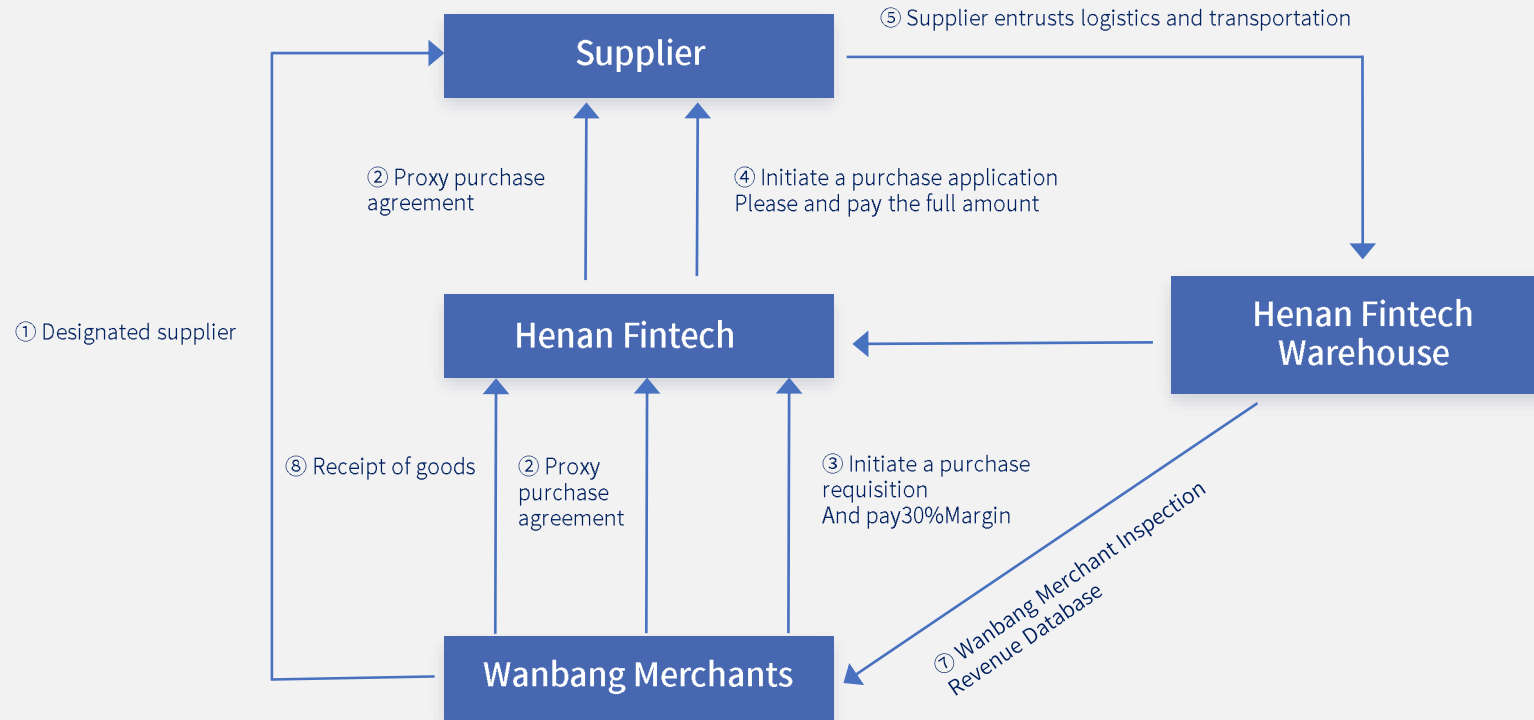 ⑤ Supplier entrusts logistics and transportation
Supplier
② Proxy purchase
agreement
④ Initiate a purchase application
Please and pay the full amount
① Designated supplier
Henan Fintech
Henan Fintech
Warehouse
⑧ Receipt of goods
② Proxy
purchase
agreement
③ Initiate a purchase
requisition
And pay30%Margin
⑦ Wanbang Merchant Inspection
Revenue Database
Wanbang Merchants